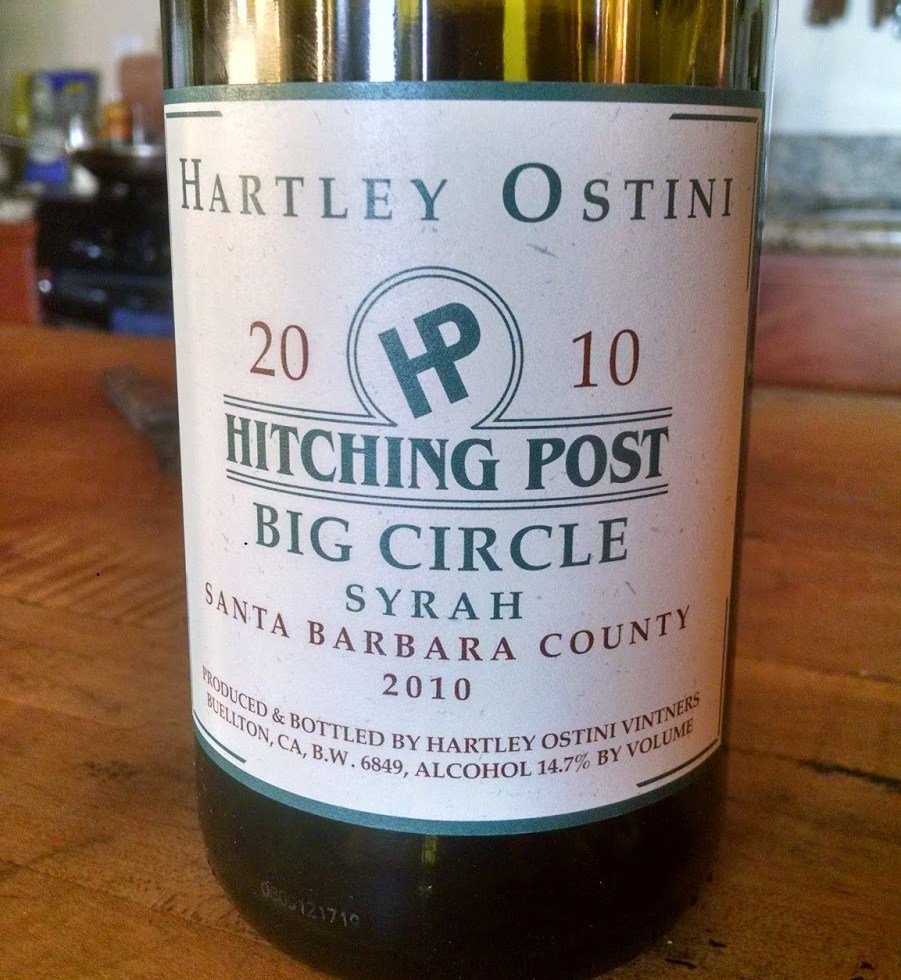 HARTLEY OSTINI
HP
20 10
HITCHING POST
BIG CIRCLE
SYRAH
SANTA BARBARA COUNTY
2010
PRODUCED & BOTTLED BY HARTLEY OSTINI VINTNERS
BUELLTON, CA, B.W. 6849, ALCOHOL 14.7% BY VOLUME